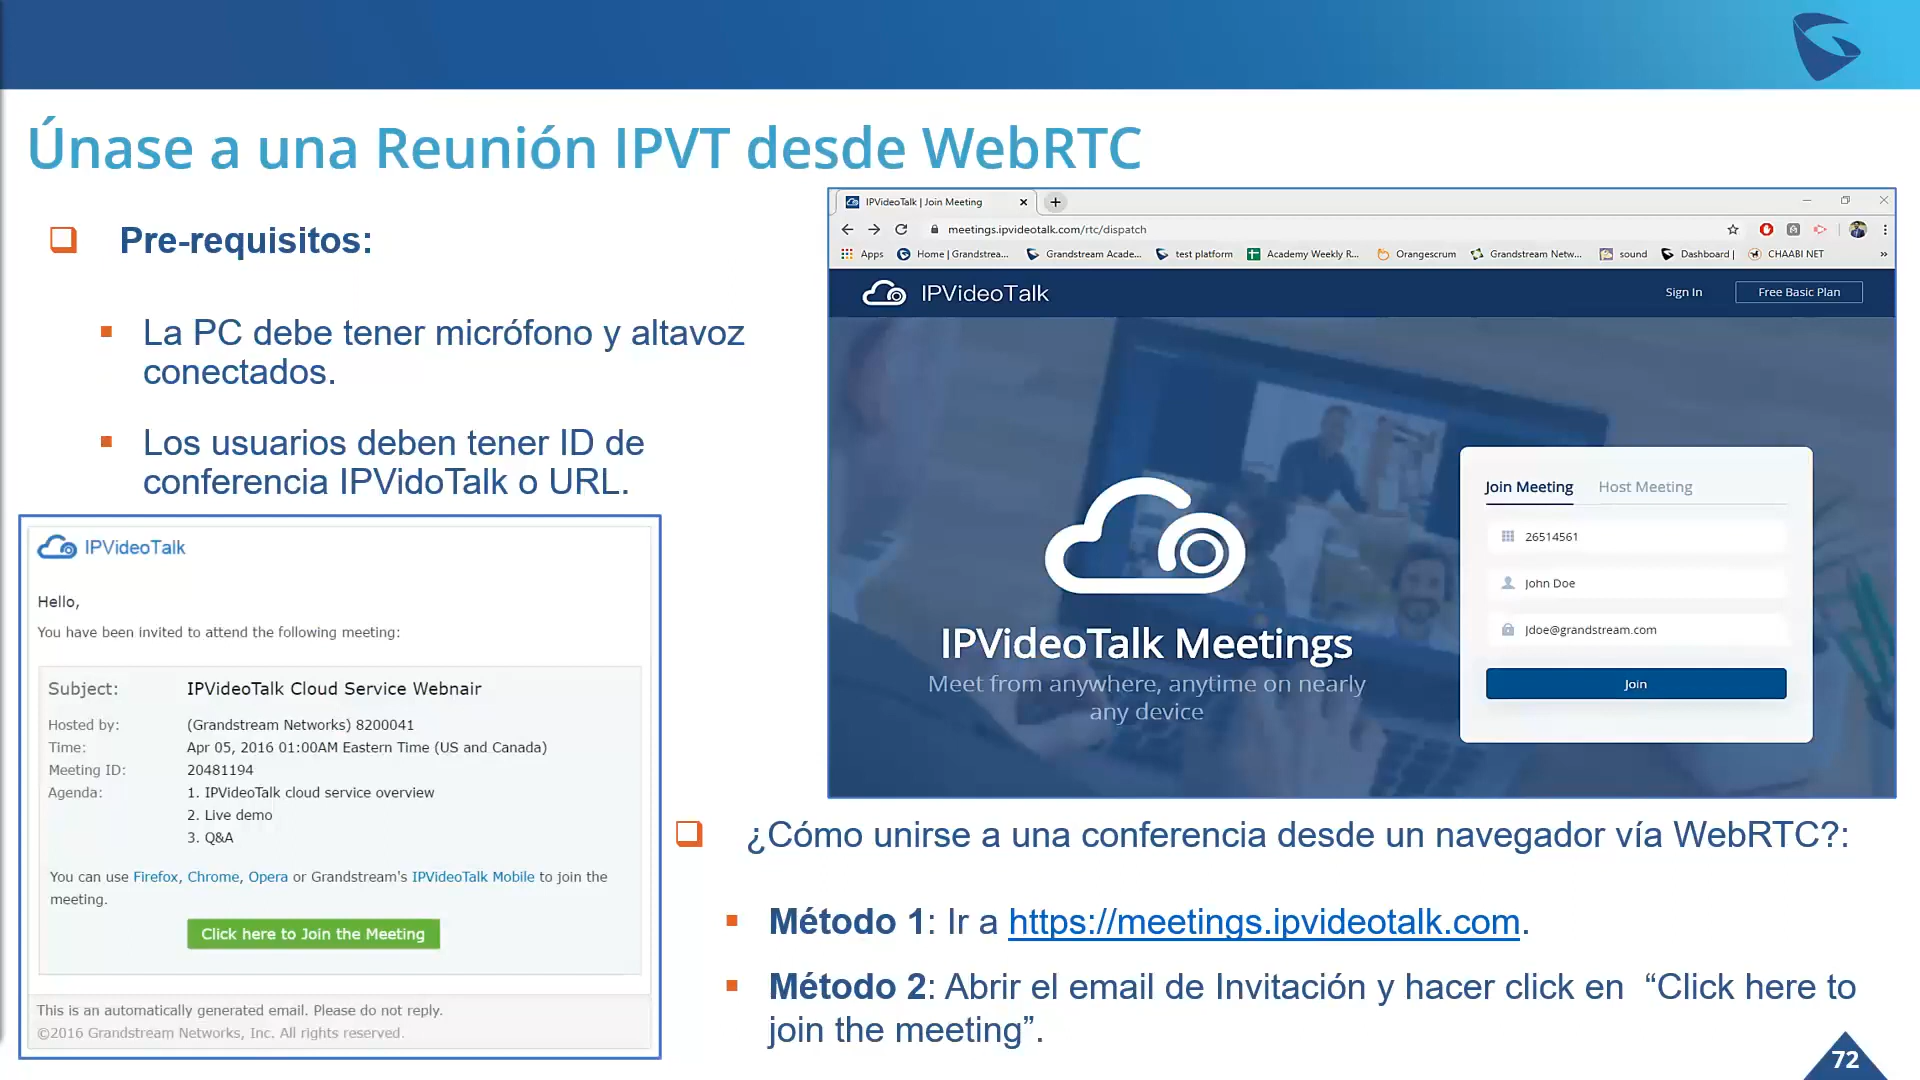 Únase a una Reunión IPVT desde WebRTC
Pre-requisitos:
La PC debe tener micrófono y altavoz
conectados.
Los usuarios deben tener ID de
conferencia IPVidoTalk o URL.
IPVideoTalk
Hello,
You have been invited to attend the following meeting:
Subject: IPVideoTalk Cloud Service Webnair
Hosted by: (Grandstream Networks) 8200041
Time: Apr 05, 2016 01:00AM Eastern Time (US and Canada)
Meeting ID: 20481194
Agenda: 1. IPVideoTalk cloud service overview
2. Live demo
3. Q&A
You can use Firefox, Chrome, Opera or Grandstream's IPVideoTalk Mobile to join the
meeting.
Click here to Join the Meeting
This is an automatically generated email. Please do not reply.
©2016 Grandstream Networks, Inc. All rights reserved.
IPVideoTalk | Join Meeting
meetings.ipvideotalk.com/rtc/dispatch
Apps Home | Grandstrea... Grandstream Acade... test platform Academy Weekly R... Orangescrum Grandstream Netw... sound Dashboard | CHAABI NET »
IPVideoTalk Sign In Free Basic Plan
IPVideoTalk Meetings
Meet from anywhere, anytime on nearly
any device
Join Meeting Host Meeting
26514561
John Doe
Jdoe@grandstream.com
Join
¿Cómo unirse a una conferencia desde un navegador vía WebRTC?:
Método 1: Ir a https://meetings.ipvideotalk.com.
Método 2: Abrir el email de Invitación y hacer click en “Click here to
join the meeting”.
72